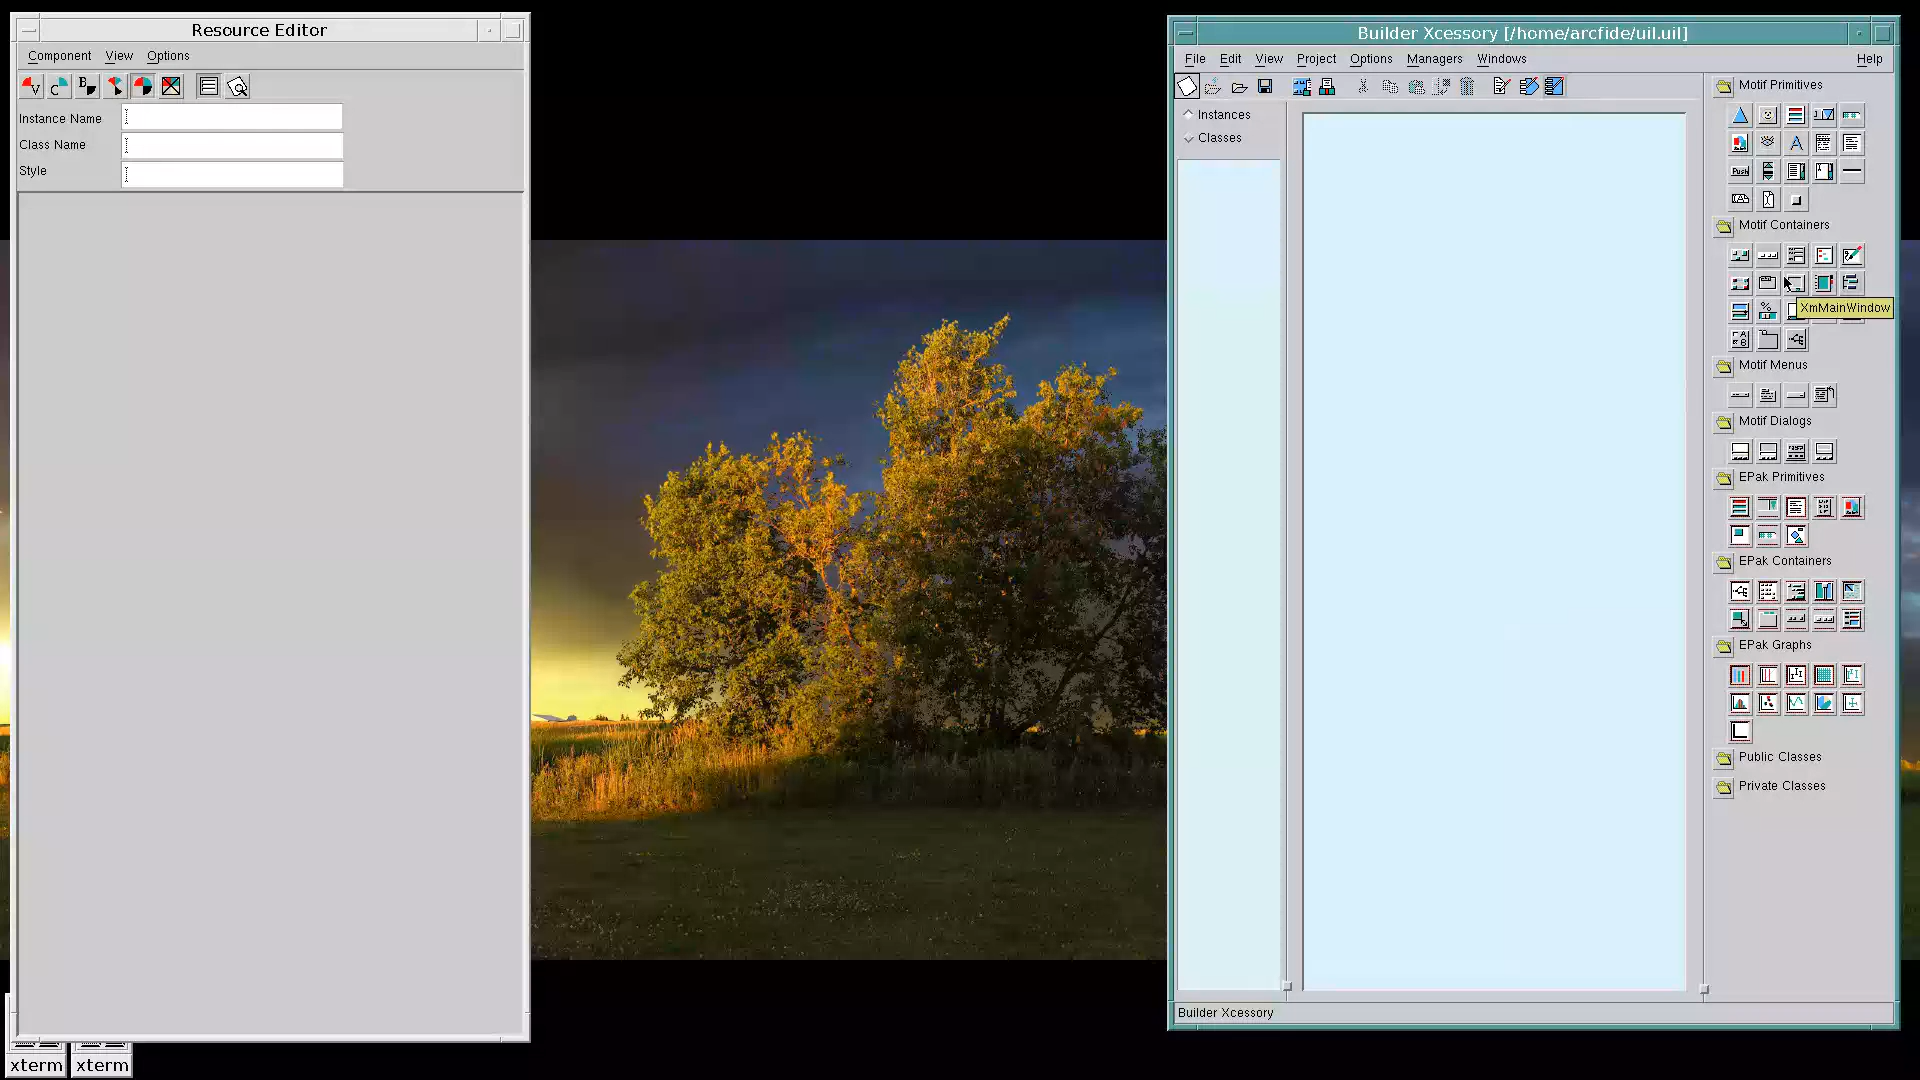 Resource Editor
Component View Options
Instance Name
Class Name
Style
Builder Xcessory [/home/arcfide/uil.uil]
File Edit View Project Options Managers Windows Help
Instances
Classes
Motif Primitives
Push
Motif Containers
XmMainWindow
Motif Menus
Motif Dialogs
EPak Primitives
EPak Containers
EPak Graphs
Public Classes
Private Classes
Builder Xcessory
xterm xterm